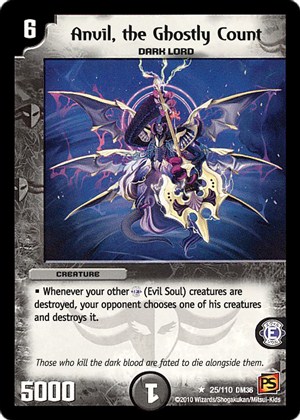 6
Anvil, the Ghostly Count
DARK LORD
CREATURE
▪ Whenever your other (Evil Soul) creatures are
destroyed, your opponent chooses one of his creatures
and destroys it.
Those who kill the dark blood are fated to die alongside them.
5000
1
★ 25/110 DM36
©2010 Wizards/Shogakukan/Mitsui-Kids
E
PS